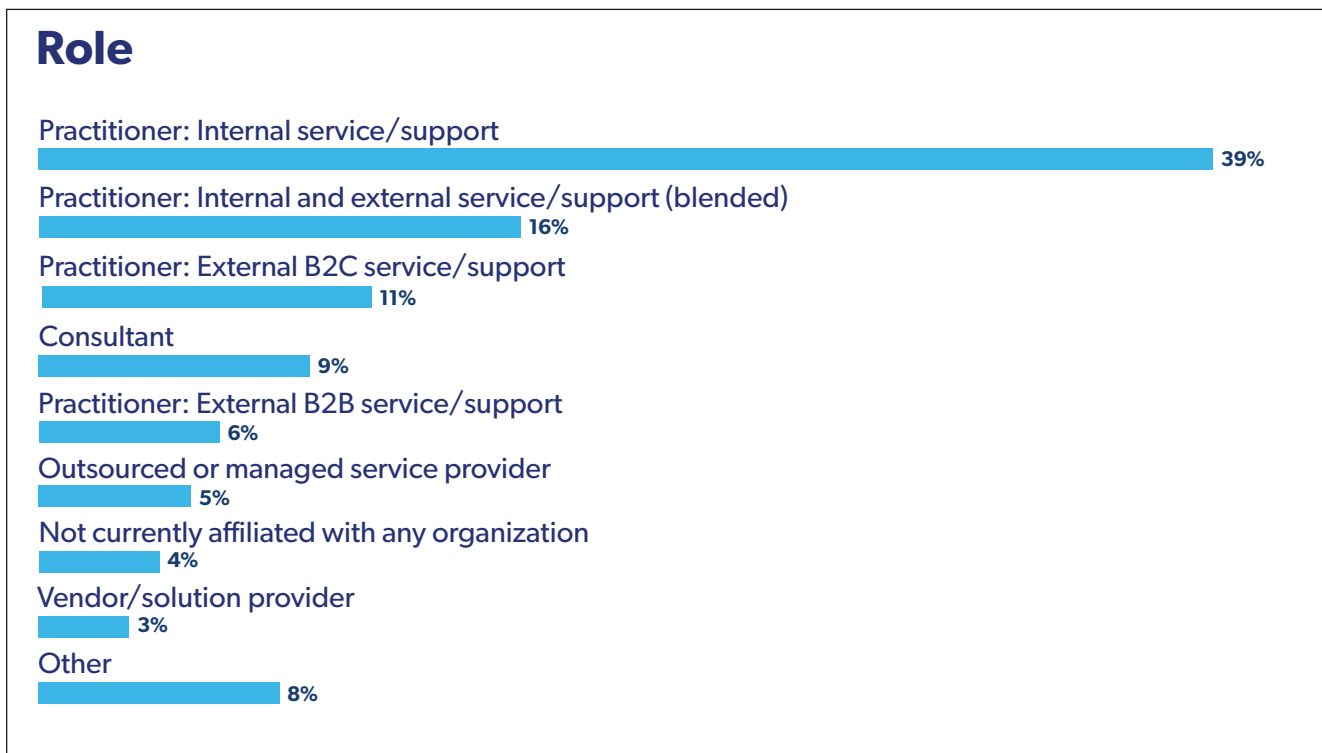 Role
Practitioner: Internal service/support
39%
Practitioner: Internal and external service/support (blended)
16%
Practitioner: External B2C service/support
11%
Consultant
9%
Practitioner: External B2B service/support
6%
Outsourced or managed service provider
5%
Not currently affiliated with any organization
4%
Vendor/solution provider
3%
Other
8%